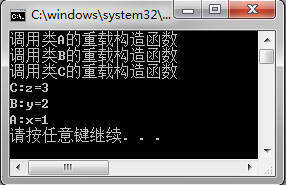 C:\windows\system32\...
调用类A的重载构造函数
调用类B的重载构造函数
调用类C的重载构造函数
C:z=3
B:y=2
A:x=1
请按任意键继续. . .